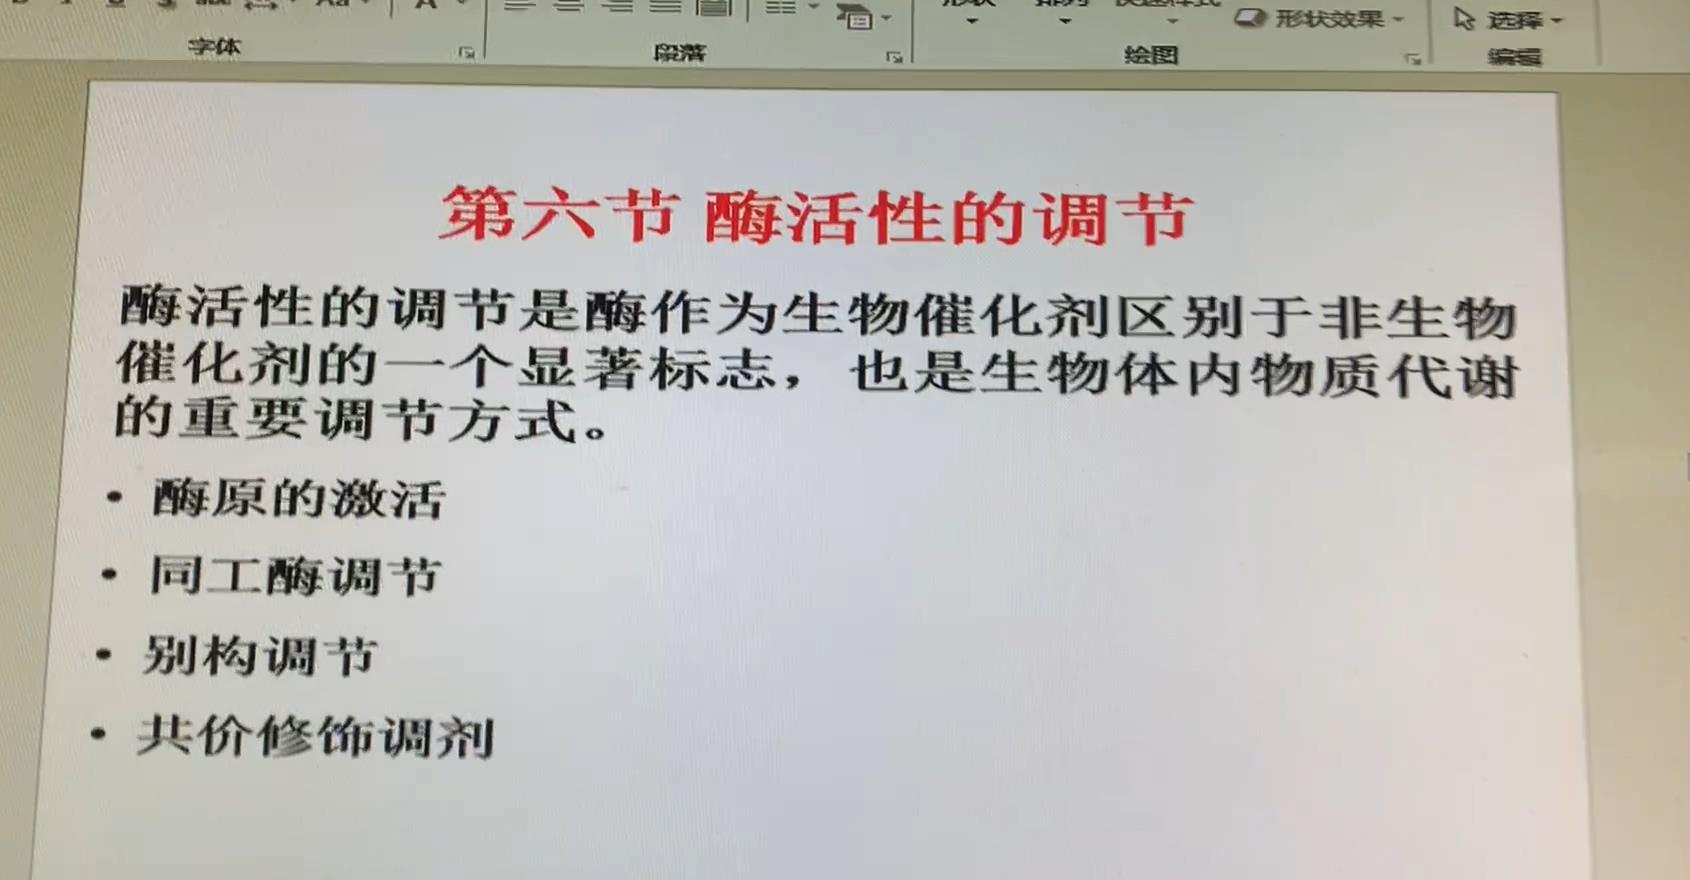 字体
段落
绘图
形状效果
选择
编辑
第六节 酶活性的调节
酶活性的调节是酶作为生物催化剂区别于非生物
催化剂的一个显著标志，也是生物体内物质代谢
的重要调节方式。
• 酶原的激活
• 同工酶调节
• 别构调节
• 共价修饰调剂